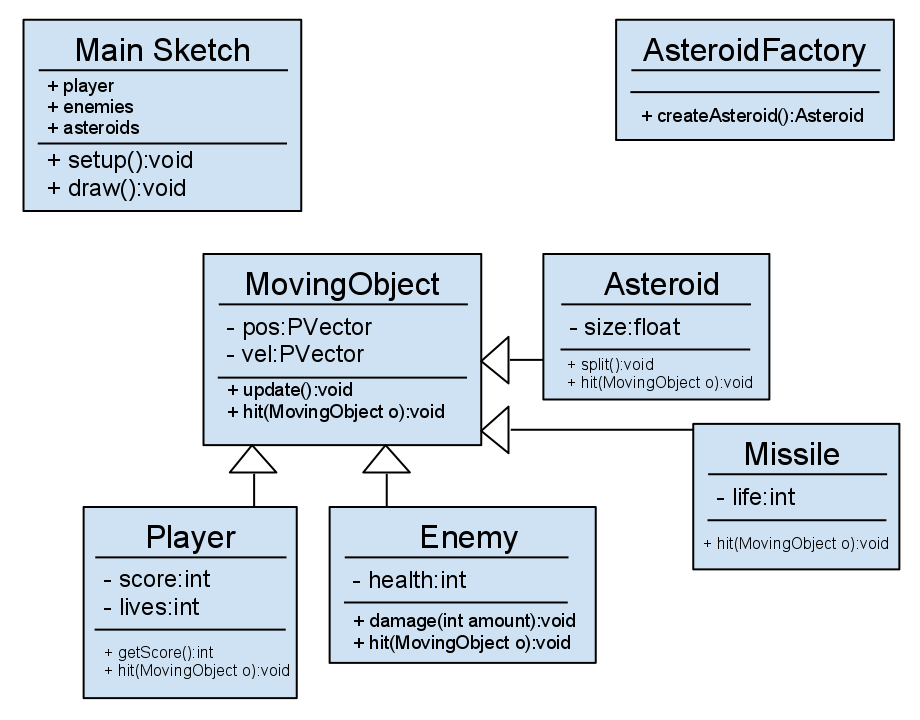 Main Sketch
+ player
+ enemies
+ asteroids
+ setup():void
+ draw():void
AsteroidFactory
+ createAsteroid():Asteroid
MovingObject
- pos:PVector
- vel:PVector
+ update():void
+ hit(MovingObject o):void
Asteroid
- size:float
+ split():void
+ hit(MovingObject o):void
Missile
- life:int
+ hit(MovingObject o):void
Player
- score:int
- lives:int
+ getScore():int
+ hit(MovingObject o):void
Enemy
- health:int
+ damage(int amount):void
+ hit(MovingObject o):void